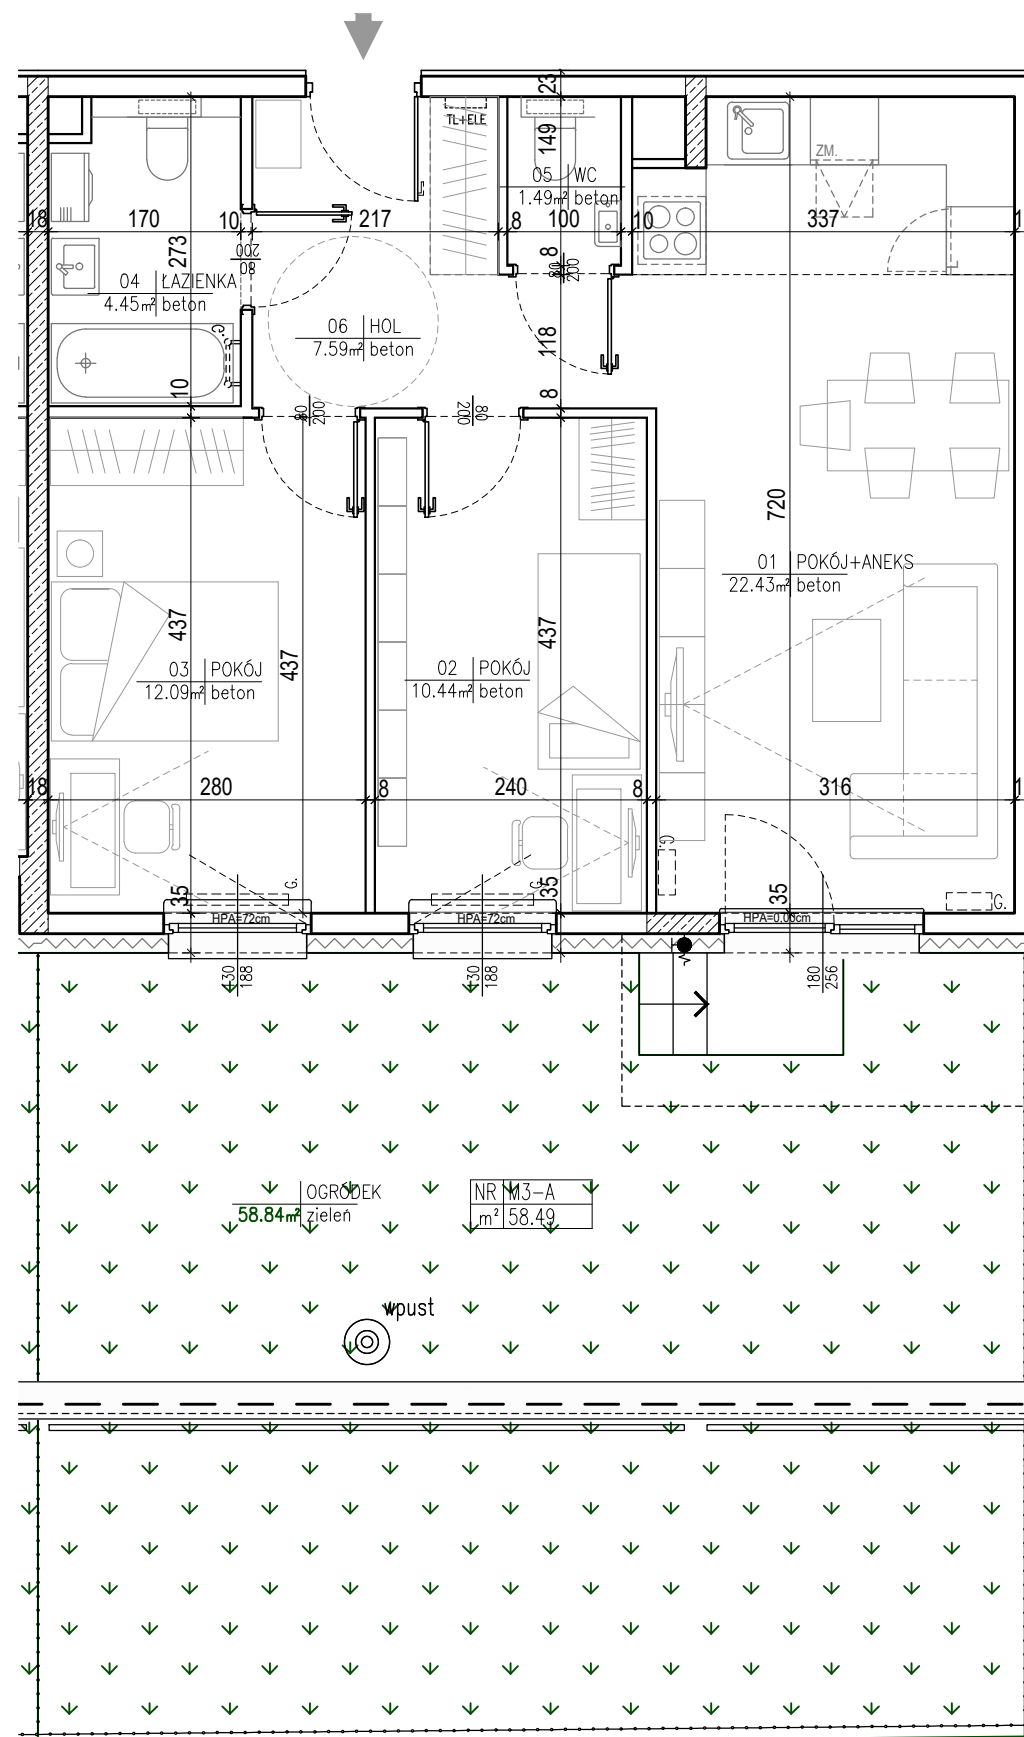 23
TL+ELE
149
ZM.
05 WC
1.49m² beton
18
170
10
217
8
100
10
337
1
273
80
200
8
80
200
04 ŁAZIENKA
4.45m² beton
06 HOL
7.59m² beton
G.
118
10
8
80
200
80
200
720
01 POKÓJ+ANEKS
22.43m² beton
437
437
437
03 POKÓJ
12.09m² beton
02 POKÓJ
10.44m² beton
18
280
8
240
8
316
1
G.
35
G.
G.
35
35
G.
HPA=72cm
HPA=72cm
HPA=0,00cm
130
188
130
188
180
256
OGRÓDEK
58.84m² zieleń
NR M3-A
m² 58.49
wpust